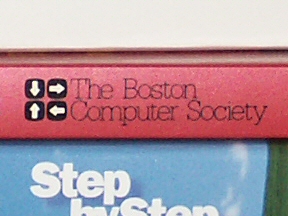 The Boston
Computer Society
Step
by Step